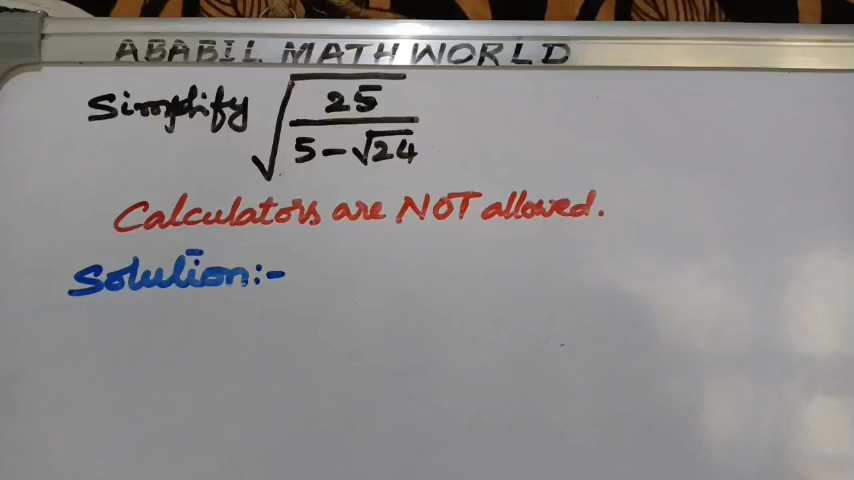 ABABIL MATH WORLD
Simplify √(25/(5-√24))
Calculators are NOT allowed.
Solution:-